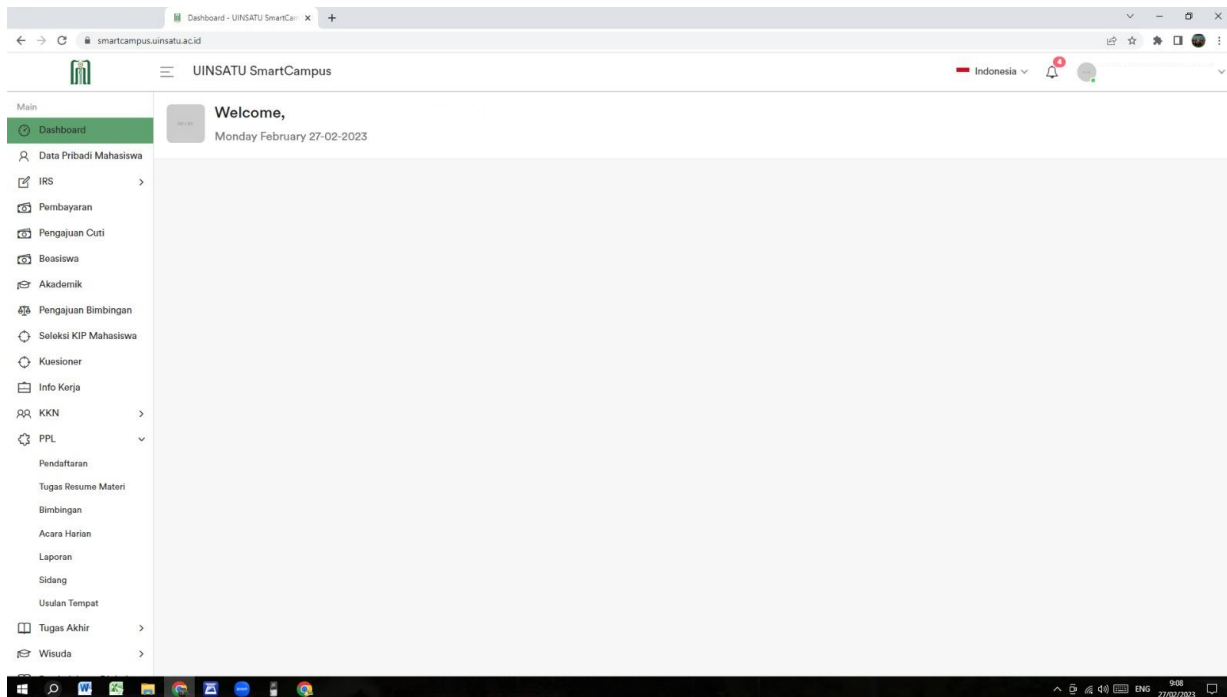 Dashboard - UINSATU SmartCam
smartcampus.uinsatu.ac.id
UINSATU SmartCampus
Indonesia
4
Main
Welcome,
Monday February 27-02-2023
Dashboard
Data Pribadi Mahasiswa
IRS
Pembayaran
Pengajuan Cuti
Beasiswa
Akademik
Pengajuan Bimbingan
Seleksi KIP Mahasiswa
Kuesioner
Info Kerja
KKN
PPL
Pendaftaran
Tugas Resume Materi
Bimbingan
Acara Harian
Laporan
Sidang
Usulan Tempat
Tugas Akhir
Wisuda
ENG
9:08
27/02/2023